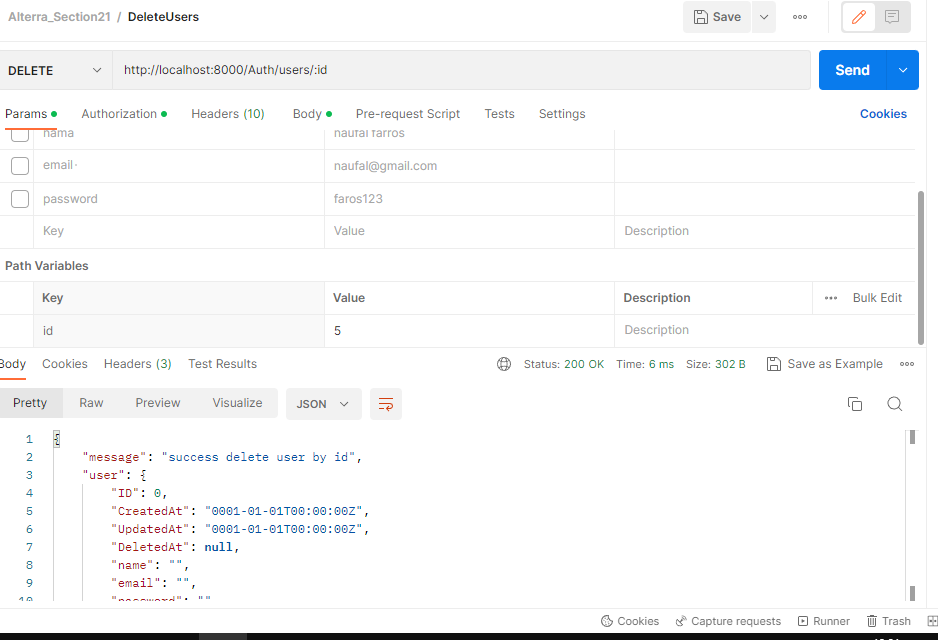 Alterra_Section21 / DeleteUsers
Save
DELETE
http://localhost:8000/Auth/users/:id
Send
Params Authorization Headers (10) Body Pre-request Script Tests Settings Cookies
nama naufal farros
email naufal@gmail.com
password faros123
Key Value Description
Path Variables
Key Value Description Bulk Edit
id 5 Description
Body Cookies Headers (3) Test Results Status: 200 OK Time: 6 ms Size: 302 B Save as Example
Pretty Raw Preview Visualize JSON
1 {
2 "message": "success delete user by id",
3 "user": {
4 "ID": 0,
5 "CreatedAt": "0001-01-01T00:00:00Z",
6 "UpdatedAt": "0001-01-01T00:00:00Z",
7 "DeletedAt": null,
8 "name": "",
9 "email": "",
10 "password": ""
Cookies Capture requests Runner Trash